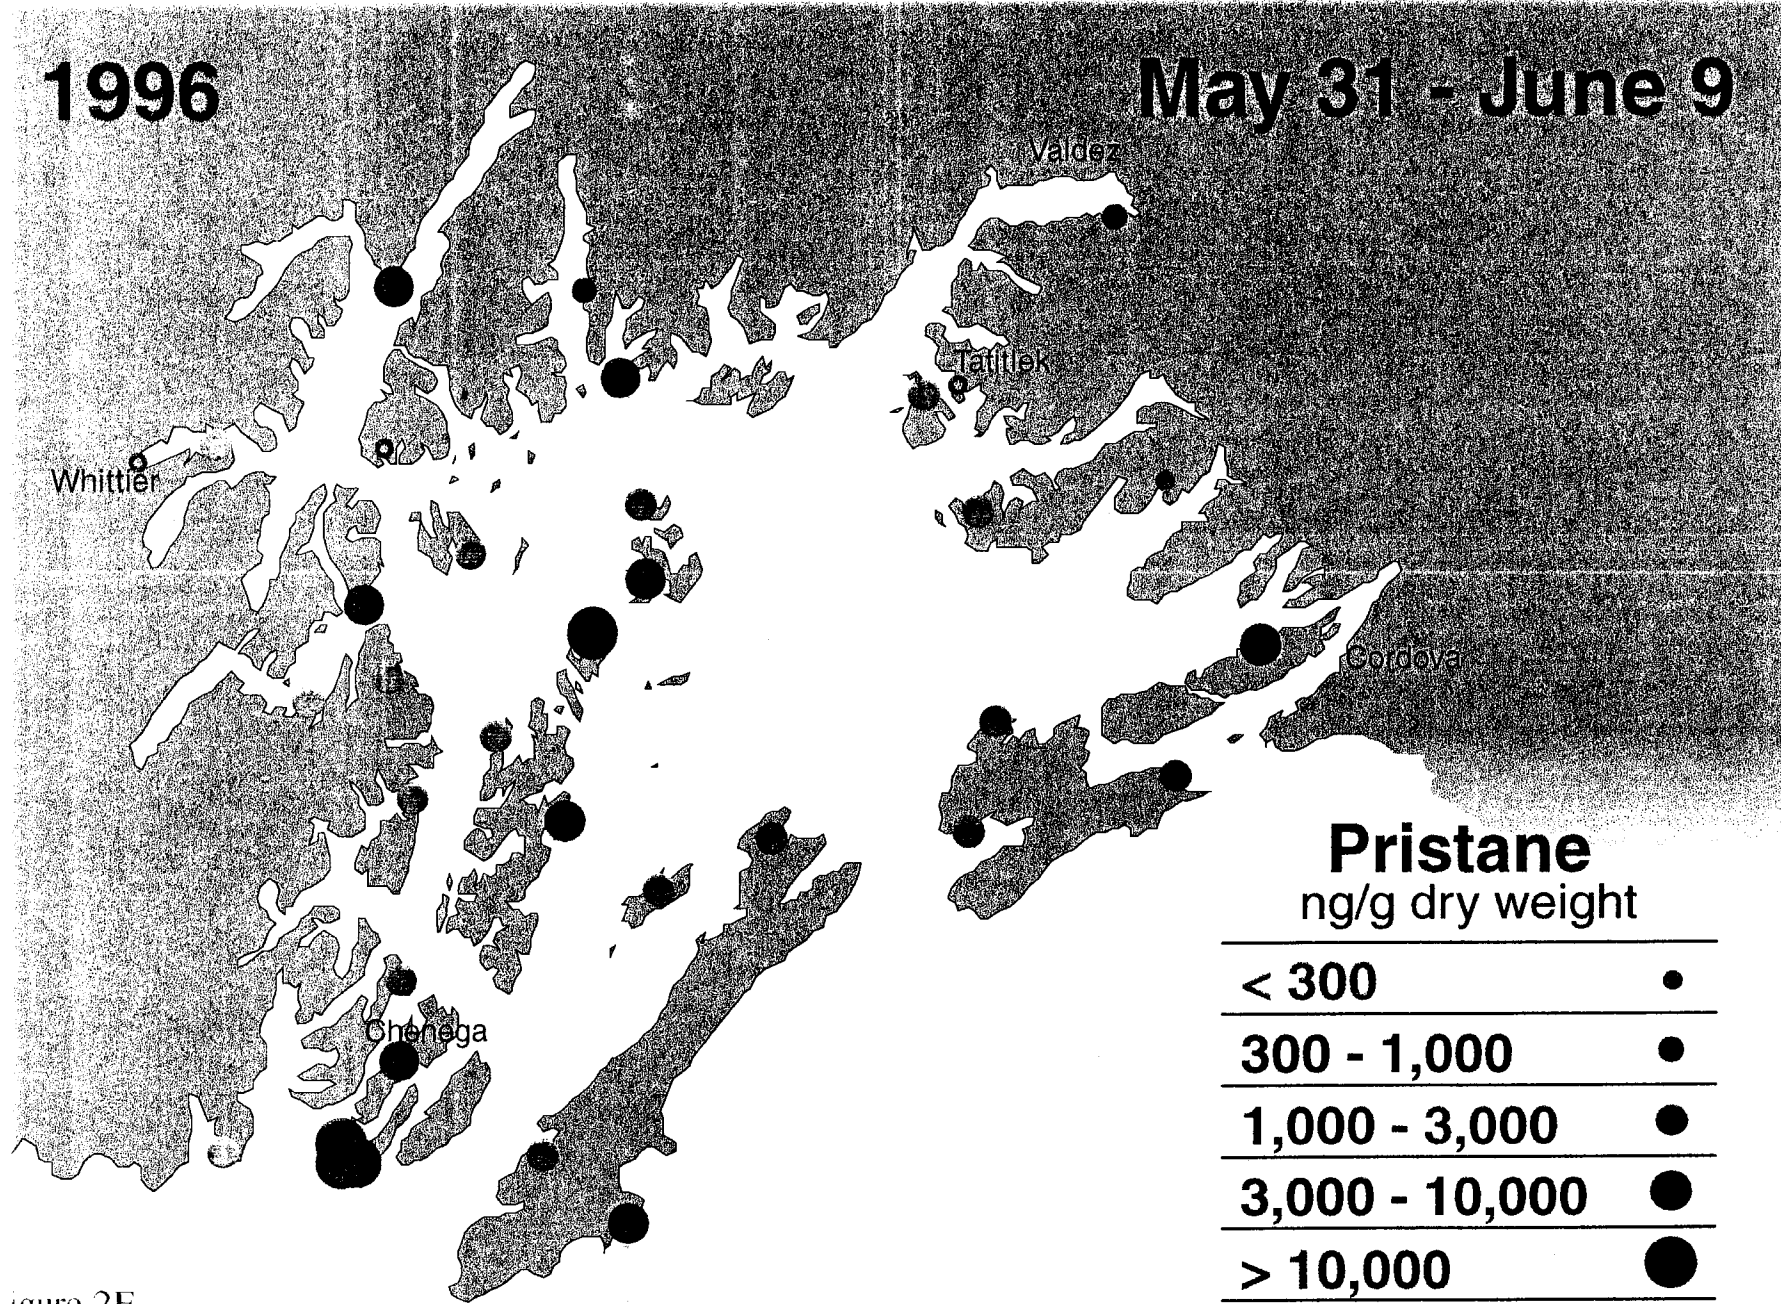 1996
May 31 - June 9
Valdez
Tatitlek
Whittier
Cordova
Chenega
Pristane
ng/g dry weight
< 300
300 - 1,000
1,000 - 3,000
3,000 - 10,000
> 10,000